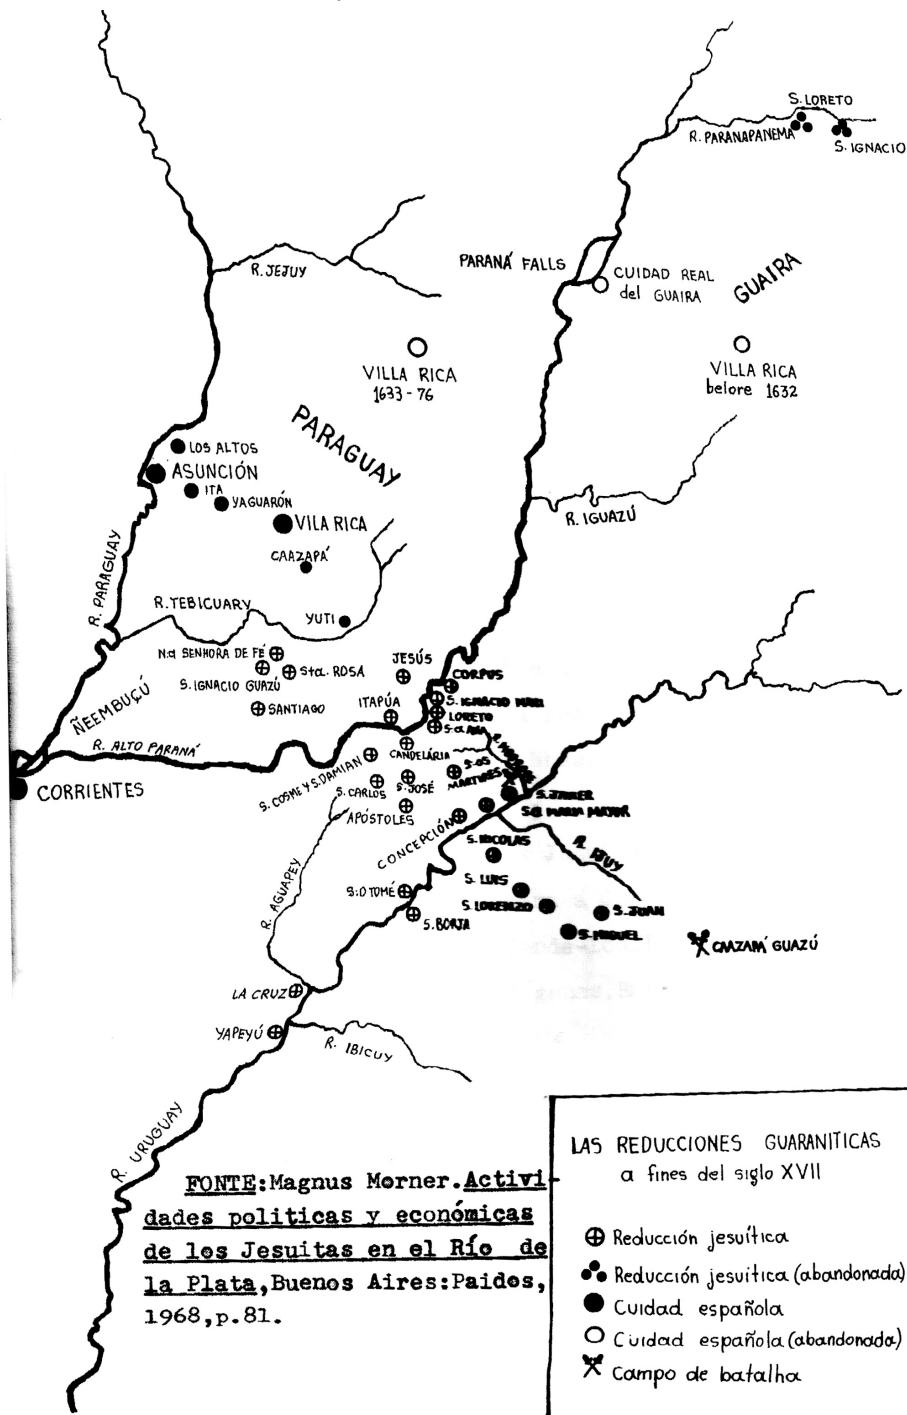 S. LORETO
R. PARANAPANEMA
S. IGNACIO
R. JEJUY
PARANÁ FALLS
CUIDAD REAL
del GUAIRA
GUAIRA
VILLA RICA
1633-76
VILLA RICA
belore 1632
PARAGUAY
LOS ALTOS
ASUNCIÓN
ITA
YAGUARÓN
VILA RICA
R. IGUAZÚ
CAAZAPÁ
R. PARAGUAY
R. TEBICUARY
YUTI
N.a SENHORA DE FÉ
Sta. ROSA
S. IGNACIO GUAZÚ
SANTIAGO
ÑEEMBUÇÚ
JESÚS
CORPUS
S. IGNACIO MINI
LORETO
S.a ANA
ITAPÚA
R. ALTO PARANÁ
CANDELÁRIA
S. COSME Y S. DAMIAN
S. CARLOS
S. JOSÉ
S.OS
MARTIRES
S. JAVIER
S.a MARIA MAYOR
CORRIENTES
APÓSTOLES
CONCEPCIÓN
S. NICOLAS
R. IJUY
R. AGUAPEY
S. LUIS
S. LORENZO
S. JUAN
S. MIGUEL
S.O TOMÉ
S. BORJA
CAAZAPÁ GUAZÚ
LA CRUZ
YAPEYÚ
R. IBICUY
R. URUGUAY
FONTE:Magnus Morner.Activi-
dades politicas y económicas
de los Jesuitas en el Río de
la Plata,Buenos Aires:Paidos,
1968,p.81.
LAS REDUCCIONES GUARANITICAS
a fines del siglo XVII
Reducción jesuítica
Reducción jesuítica (abandonada)
Cuidad española
Cuidad española (abandonada)
Campo de batalha